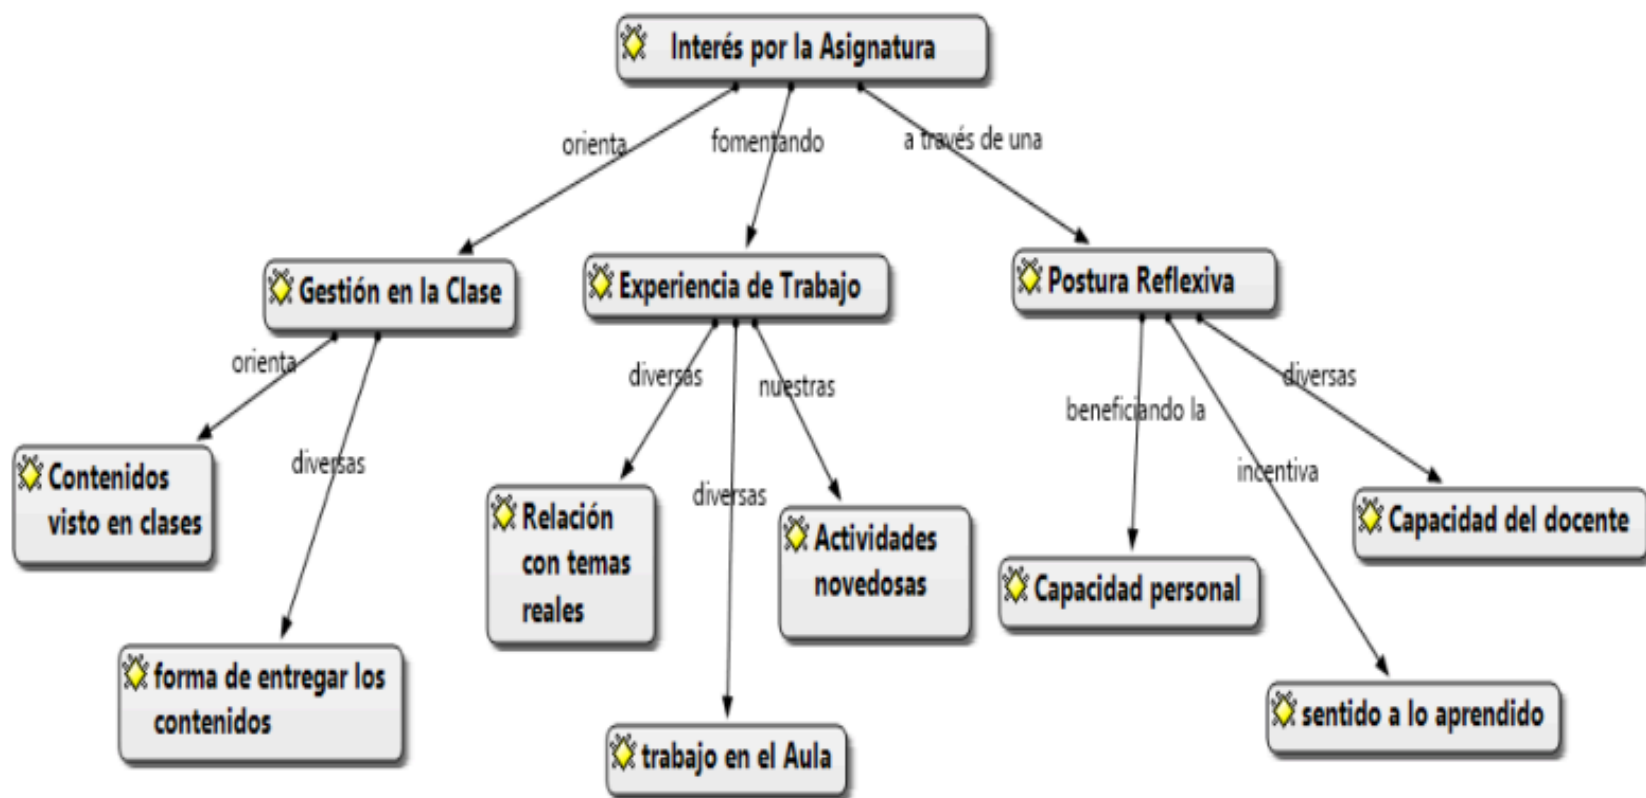 Interés por la Asignatura
orienta
fomentando
a través de una
Gestión en la Clase
Experiencia de Trabajo
Postura Reflexiva
orienta
diversas
diversas
nuestras
diversas
beneficiando la
diversas
incentiva
Contenidos
visto en clases
Relación
con temas
reales
Actividades
novedosas
Capacidad del docente
Capacidad personal
forma de entregar los
contenidos
trabajo en el Aula
sentido a lo aprendido